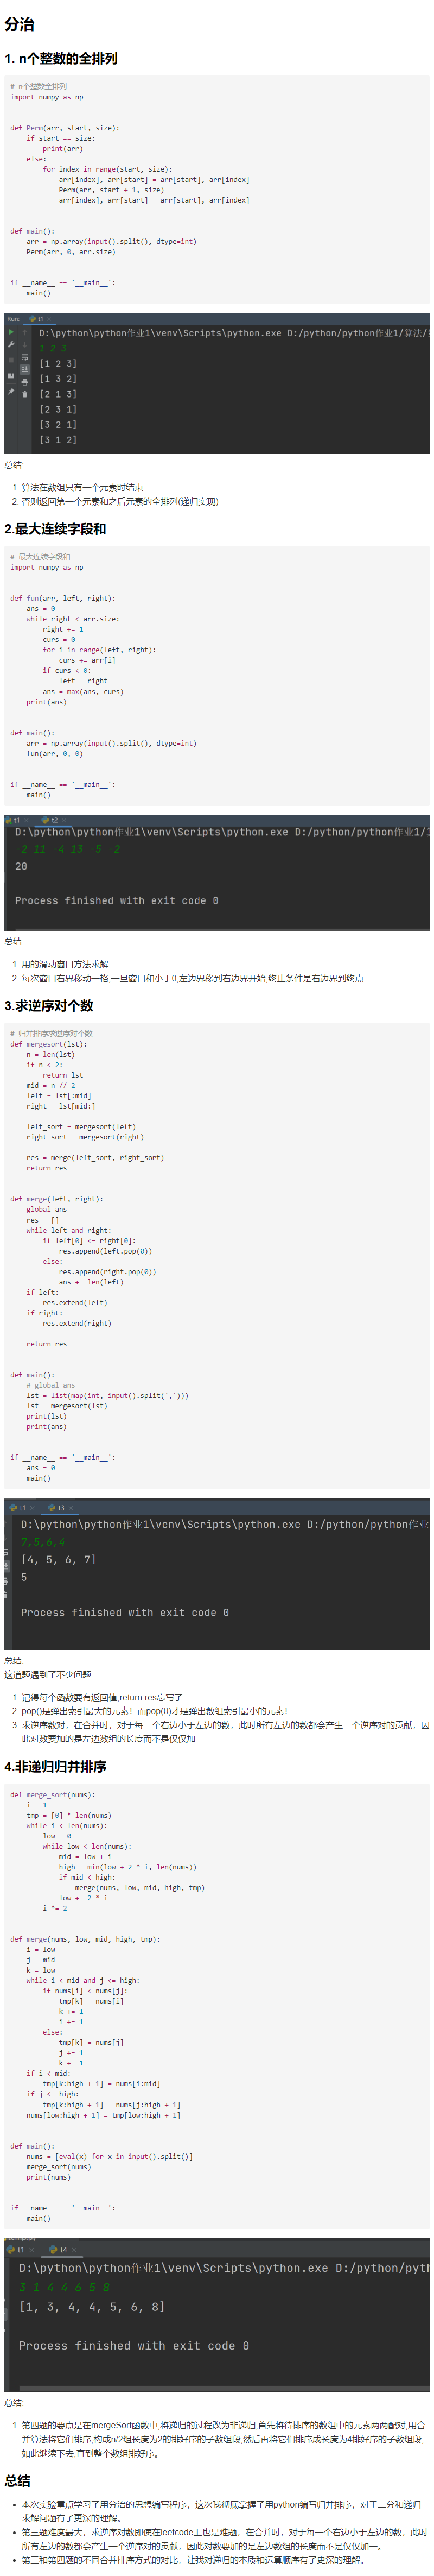 分治
1. n个整数的全排列
# n个整数全排列
import numpy as np
def Perm(arr, start, size):
    if start == size:
        print(arr)
    else:
        for index in range(start, size):
            arr[index], arr[start] = arr[start], arr[index]
            Perm(arr, start + 1, size)
            arr[index], arr[start] = arr[start], arr[index]
def main():
    arr = np.array(input().split(), dtype=int)
    Perm(arr, 0, arr.size)
if __name__ == '__main__':
    main()
Run: t1
D:\python\python作业1\venv\Scripts\python.exe D:/python/python作业1/算法/
1 2 3
[1 2 3]
[1 3 2]
[2 1 3]
[2 3 1]
[3 2 1]
[3 1 2]
总结:
1. 算法在数组只有一个元素时结束
2. 否则返回第一个元素和之后元素的全排列(递归实现)
2.最大连续字段和
# 最大连续字段和
import numpy as np
def fun(arr, left, right):
    ans = 0
    while right < arr.size:
        right += 1
        curs = 0
        for i in range(left, right):
            curs += arr[i]
        if curs < 0:
            left = right
        ans = max(ans, curs)
    print(ans)
def main():
    arr = np.array(input().split(), dtype=int)
    fun(arr, 0, 0)
if __name__ == '__main__':
    main()
t1 t2
D:\python\python作业1\venv\Scripts\python.exe D:/python/python作业1/
-2 11 -4 13 -5 -2
20
Process finished with exit code 0
总结:
1. 用的滑动窗口方法求解
2. 每次窗口右界移动一格,一旦窗口和小于0,左边界移到右边界开始,终止条件是右边界到终点
3.求逆序对个数
# 归并排序求逆序对个数
def mergesort(lst):
    n = len(lst)
    if n < 2:
        return lst
    mid = n // 2
    left = lst[:mid]
    right = lst[mid:]
    left_sort = mergesort(left)
    right_sort = mergesort(right)
    res = merge(left_sort, right_sort)
    return res
def merge(left, right):
    global ans
    res = []
    while left and right:
        if left[0] <= right[0]:
            res.append(left.pop(0))
        else:
            res.append(right.pop(0))
            ans += len(left)
    if left:
        res.extend(left)
    if right:
        res.extend(right)
    return res
def main():
    # global ans
    lst = list(map(int, input().split(',')))
    lst = mergesort(lst)
    print(lst)
    print(ans)
if __name__ == '__main__':
    ans = 0
    main()
t1 t3
D:\python\python作业1\venv\Scripts\python.exe D:/python/python作业
7,5,6,4
[4, 5, 6, 7]
5
Process finished with exit code 0
总结:
这道题遇到了不少问题
1. 记得每个函数要有返回值,return res忘写了
2. pop()是弹出索引最大的元素！而pop(0)才是弹出数组索引最小的元素！
3. 求逆序数对，在合并时，对于每一个右边小于左边的数，此时所有左边的数都会产生一个逆序对的贡献，因
此对数要加的是左边数组的长度而不是仅仅加一
4.非递归归并排序
def merge_sort(nums):
    i = 1
    tmp = [0] * len(nums)
    while i < len(nums):
        low = 0
        while low < len(nums):
            mid = low + i
            high = min(low + 2 * i, len(nums))
            if mid < high:
                merge(nums, low, mid, high, tmp)
            low += 2 * i
        i *= 2
def merge(nums, low, mid, high, tmp):
    i = low
    j = mid
    k = low
    while i < mid and j <= high:
        if nums[i] < nums[j]:
            tmp[k] = nums[i]
            k += 1
            i += 1
        else:
            tmp[k] = nums[j]
            j += 1
            k += 1
    if i < mid:
        tmp[k:high + 1] = nums[i:mid]
    if j <= high:
        tmp[k:high + 1] = nums[j:high + 1]
    nums[low:high + 1] = tmp[low:high + 1]
def main():
    nums = [eval(x) for x in input().split()]
    merge_sort(nums)
    print(nums)
if __name__ == '__main__':
    main()
t1 t4
D:\python\python作业1\venv\Scripts\python.exe D:/python/pyth
3 1 4 4 6 5 8
[1, 3, 4, 4, 5, 6, 8]
Process finished with exit code 0
总结:
1. 第四题的要点是在mergeSort函数中,将递归的过程改为非递归,首先将待排序的数组中的元素两两配对,用合
并算法将它们排序,构成n/2组长度为2的排好序的子数组段,然后再将它们排序成长度为4排好序的子数组段,
如此继续下去,直到整个数组排好序。
总结
• 本次实验重点学习了用分治的思想编写程序，这次我彻底掌握了用python编写归并排序，对于二分和递归
求解问题有了更深的理解。
• 第三题难度最大，求逆序对数即使在leetcode上也是难题，在合并时，对于每一个右边小于左边的数，此时
所有左边的数都会产生一个逆序对的贡献，因此对数要加的是左边数组的长度而不是仅仅加一。
• 第三和第四题的不同合并排序方式的对比，让我对递归的本质和运算顺序有了更深的理解。